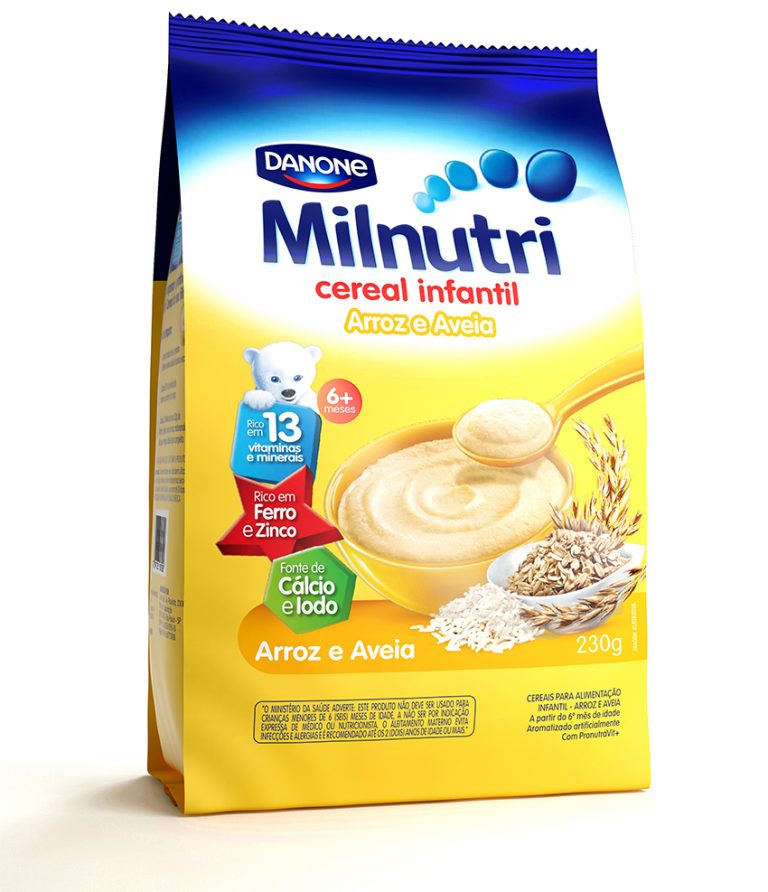 DANONE
Milnutri
cereal infantil
Arroz e Aveia
6+
meses
Rico
em 13
vitaminas
e minerais
Rico em
Ferro
e Zinco
Fonte de
Cálcio
e Iodo
Arroz e Aveia
230g
"O MINISTÉRIO DA SAÚDE ADVERTE: ESTE PRODUTO NÃO DEVE SER USADO PARA
CRIANÇAS MENORES DE 6 (SEIS) MESES DE IDADE, A NÃO SER POR INDICAÇÃO
EXPRESSA DE MÉDICO OU NUTRICIONISTA. O ALEITAMENTO MATERNO EVITA
INFECÇÕES E ALERGIAS E É RECOMENDADO ATÉ OS 2 (DOIS) ANOS DE IDADE OU MAIS."
CEREAIS PARA ALIMENTAÇÃO
INFANTIL - ARROZ E AVEIA
A partir do 6º mês de idade
Aromatizado artificialmente
Com PronutraVit+
IMAGEM ILUSTRATIVA